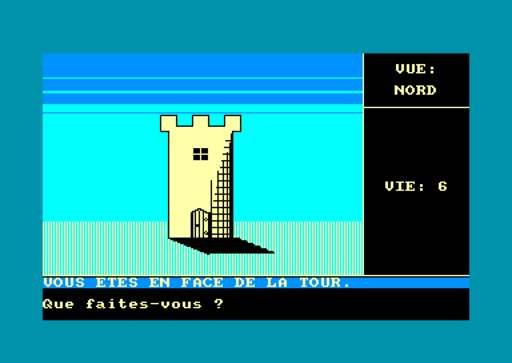 VUE:
NORD
VIE: 6
VOUS ETES EN FACE DE LA TOUR.
Que faites-vous ?